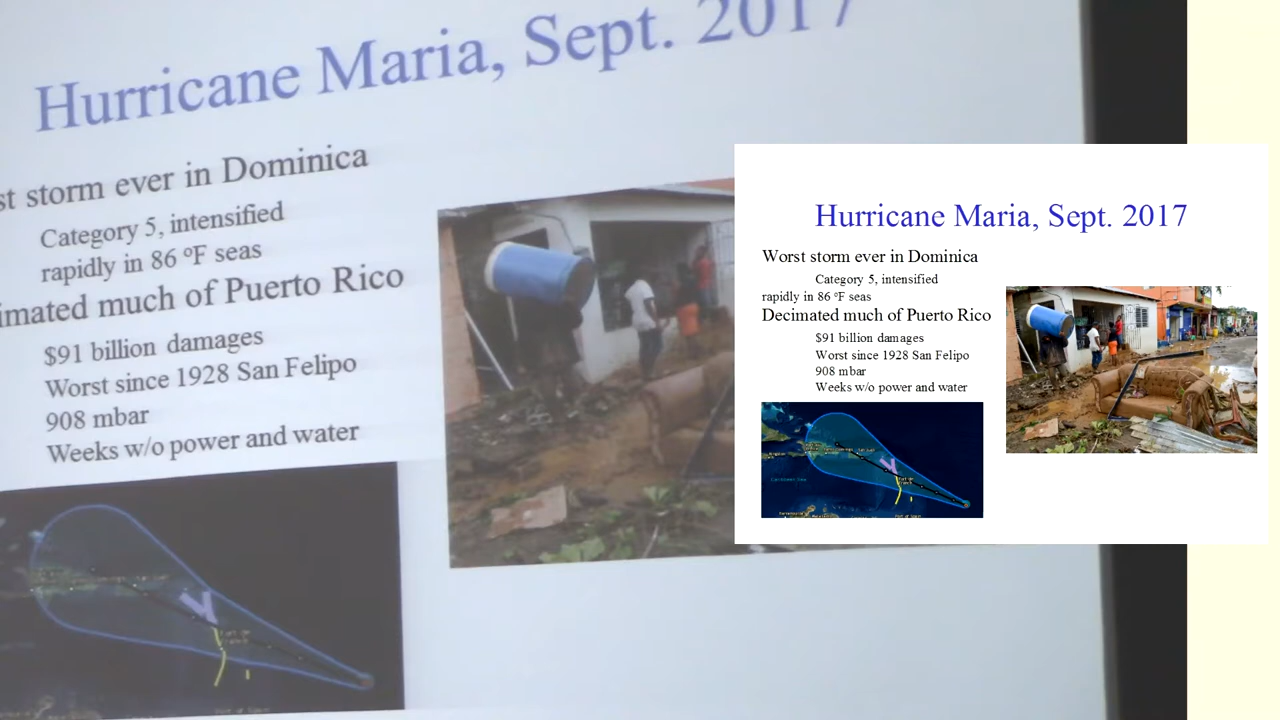 Hurricane Maria, Sept. 2017
st storm ever in Dominica
Category 5, intensified
rapidly in 86 ºF seas
imated much of Puerto Rico
$91 billion damages
Worst since 1928 San Felipo
908 mbar
Weeks w/o power and water
Hurricane Maria, Sept. 2017
Worst storm ever in Dominica
Category 5, intensified
rapidly in 86 ºF seas
Decimated much of Puerto Rico
$91 billion damages
Worst since 1928 San Felipo
908 mbar
Weeks w/o power and water